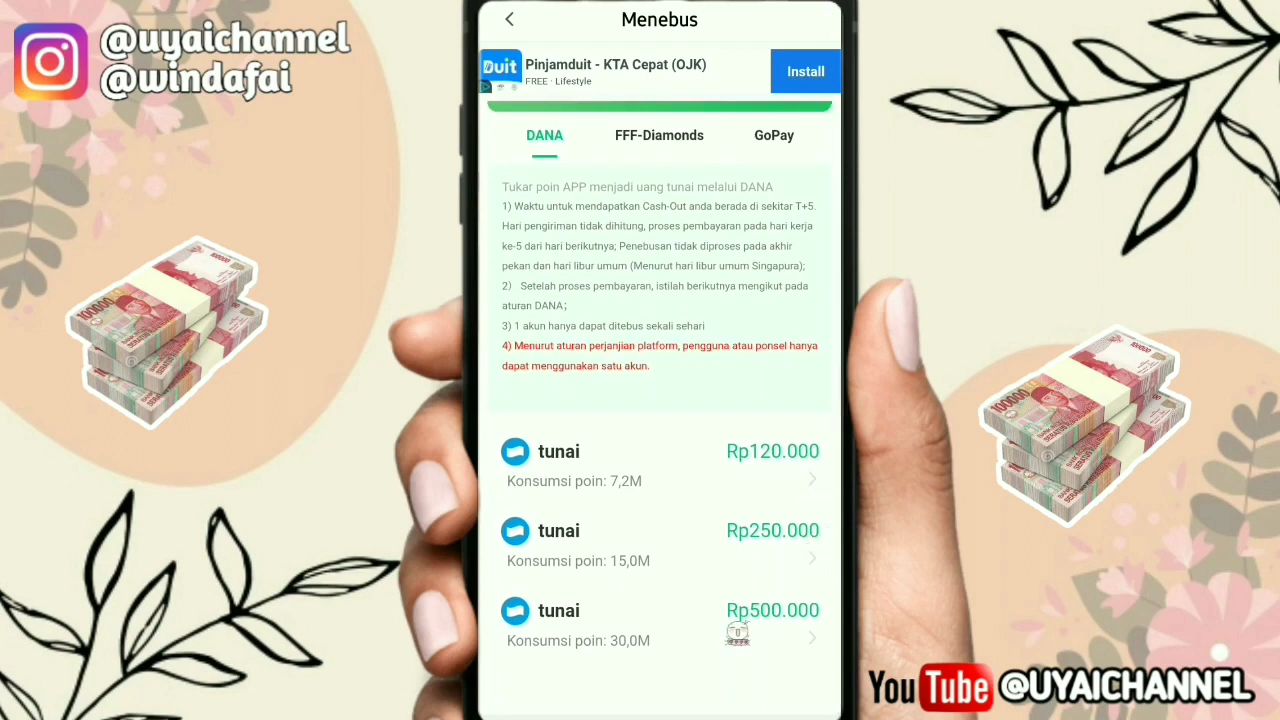 @uyaichannel
@windafai
Menebus
Duit
Pinjamduit - KTA Cepat (OJK)
FREE · Lifestyle
Install
DANA
FFF-Diamonds
GoPay
Tukar poin APP menjadi uang tunai melalui DANA
1) Waktu untuk mendapatkan Cash-Out anda berada di sekitar T+5.
Hari pengiriman tidak dihitung, proses pembayaran pada hari kerja
ke-5 dari hari berikutnya; Penebusan tidak diproses pada akhir
pekan dan hari libur umum (Menurut hari libur umum Singapura);
2） Setelah proses pembayaran, istilah berikutnya mengikut pada
aturan DANA；
3) 1 akun hanya dapat ditebus sekali sehari
4) Menurut aturan perjanjian platform, pengguna atau ponsel hanya
dapat menggunakan satu akun.
tunai
Rp120.000
Konsumsi poin: 7,2M
tunai
Rp250.000
Konsumsi poin: 15,0M
tunai
Rp500.000
Konsumsi poin: 30,0M
100000
100000
100000
100000
YouTube @UYAICHANNEL